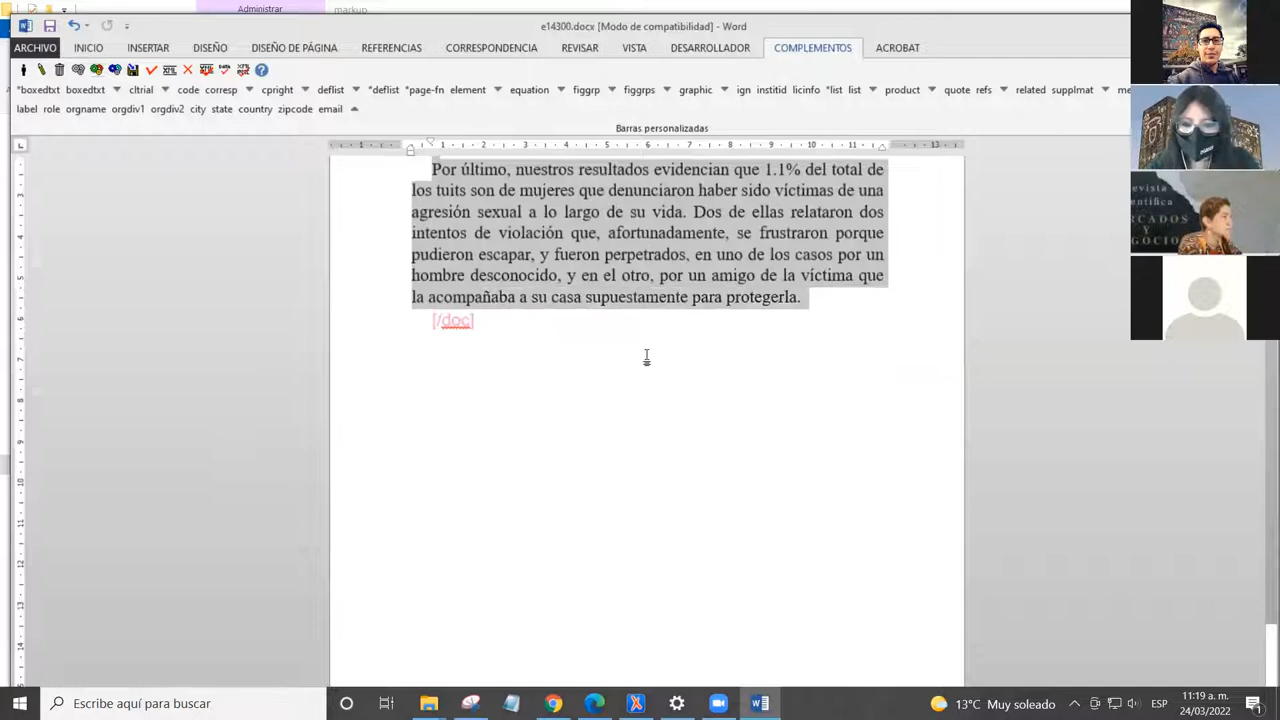 Administrar
markup
e14300.docx [Modo de compatibilidad] - Word
ARCHIVO INICIO INSERTAR DISEÑO DISEÑO DE PÁGINA REFERENCIAS CORRESPONDENCIA REVISAR VISTA DESARROLLADOR COMPLEMENTOS ACROBAT
*boxedtxt boxedtxt cltrial code corresp cpright deflist *deflist *page-fn element equation figgrp figgrps graphic ign institid licinfo *list list product quote refs related supplmat
label role orgname orgdiv1 orgdiv2 city state country zipcode email
Barras personalizadas
Por último, nuestros resultados evidencian que 1.1% del total de
los tuits son de mujeres que denunciaron haber sido víctimas de una
agresión sexual a lo largo de su vida. Dos de ellas relataron dos
intentos de violación que, afortunadamente, se frustraron porque
pudieron escapar, y fueron perpetrados, en uno de los casos por un
hombre desconocido, y en el otro, por un amigo de la víctima que
la acompañaba a su casa supuestamente para protegerla.
[/doc]
Escribe aquí para buscar
13°C Muy soleado
ESP
11:19 a. m.
24/03/2022